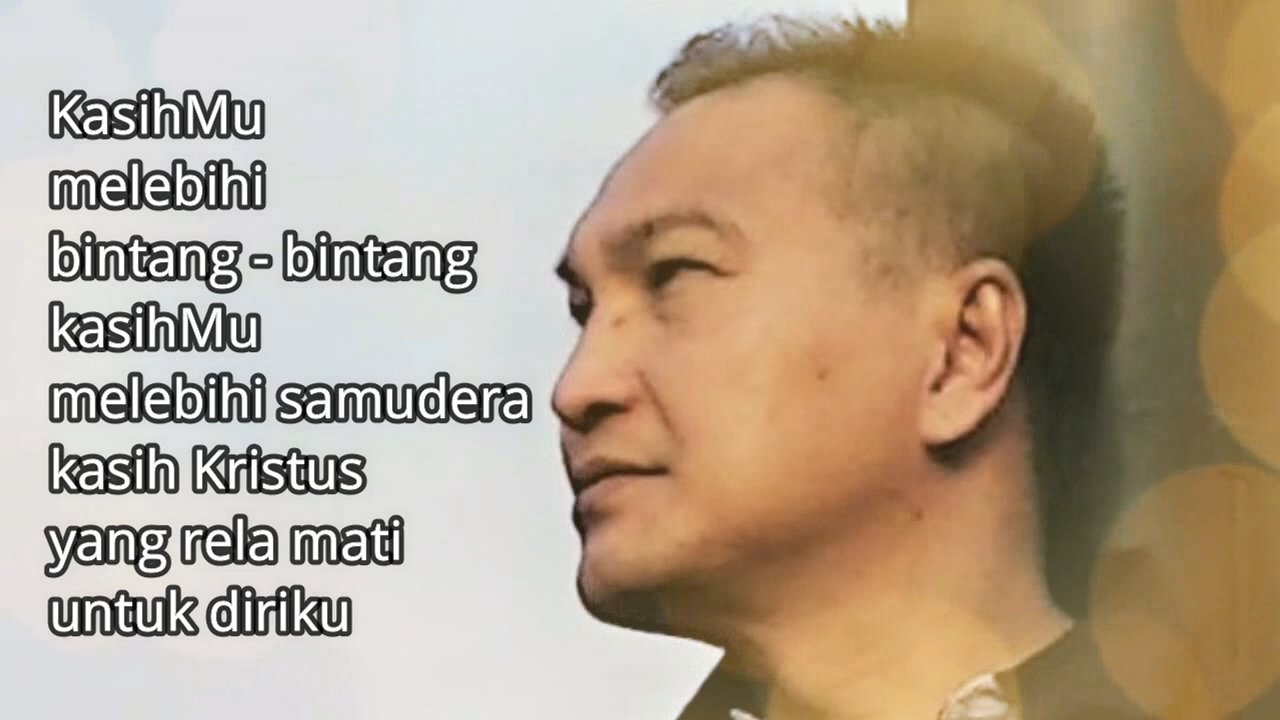 KasihMu
melebihi
bintang - bintang
kasihMu
melebihi samudera
kasih Kristus
yang rela mati
untuk diriku